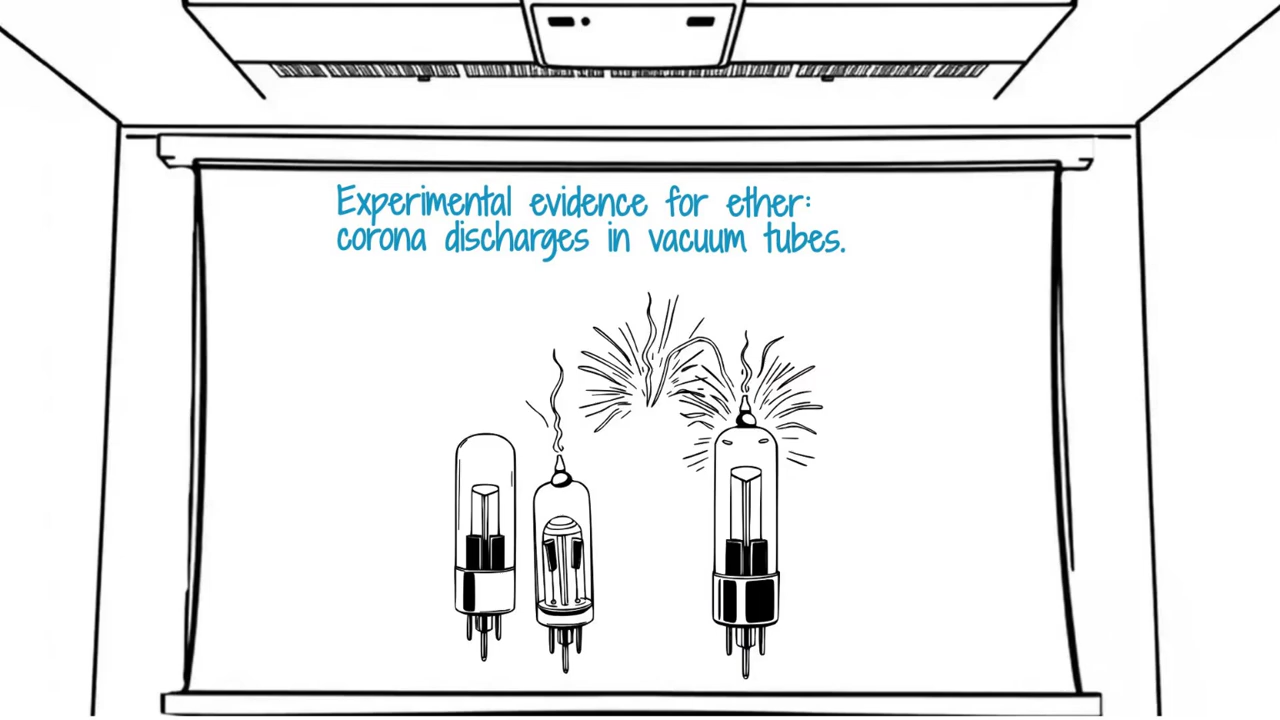 Experimental evidence for ether:
corona discharges in vacuum tubes.